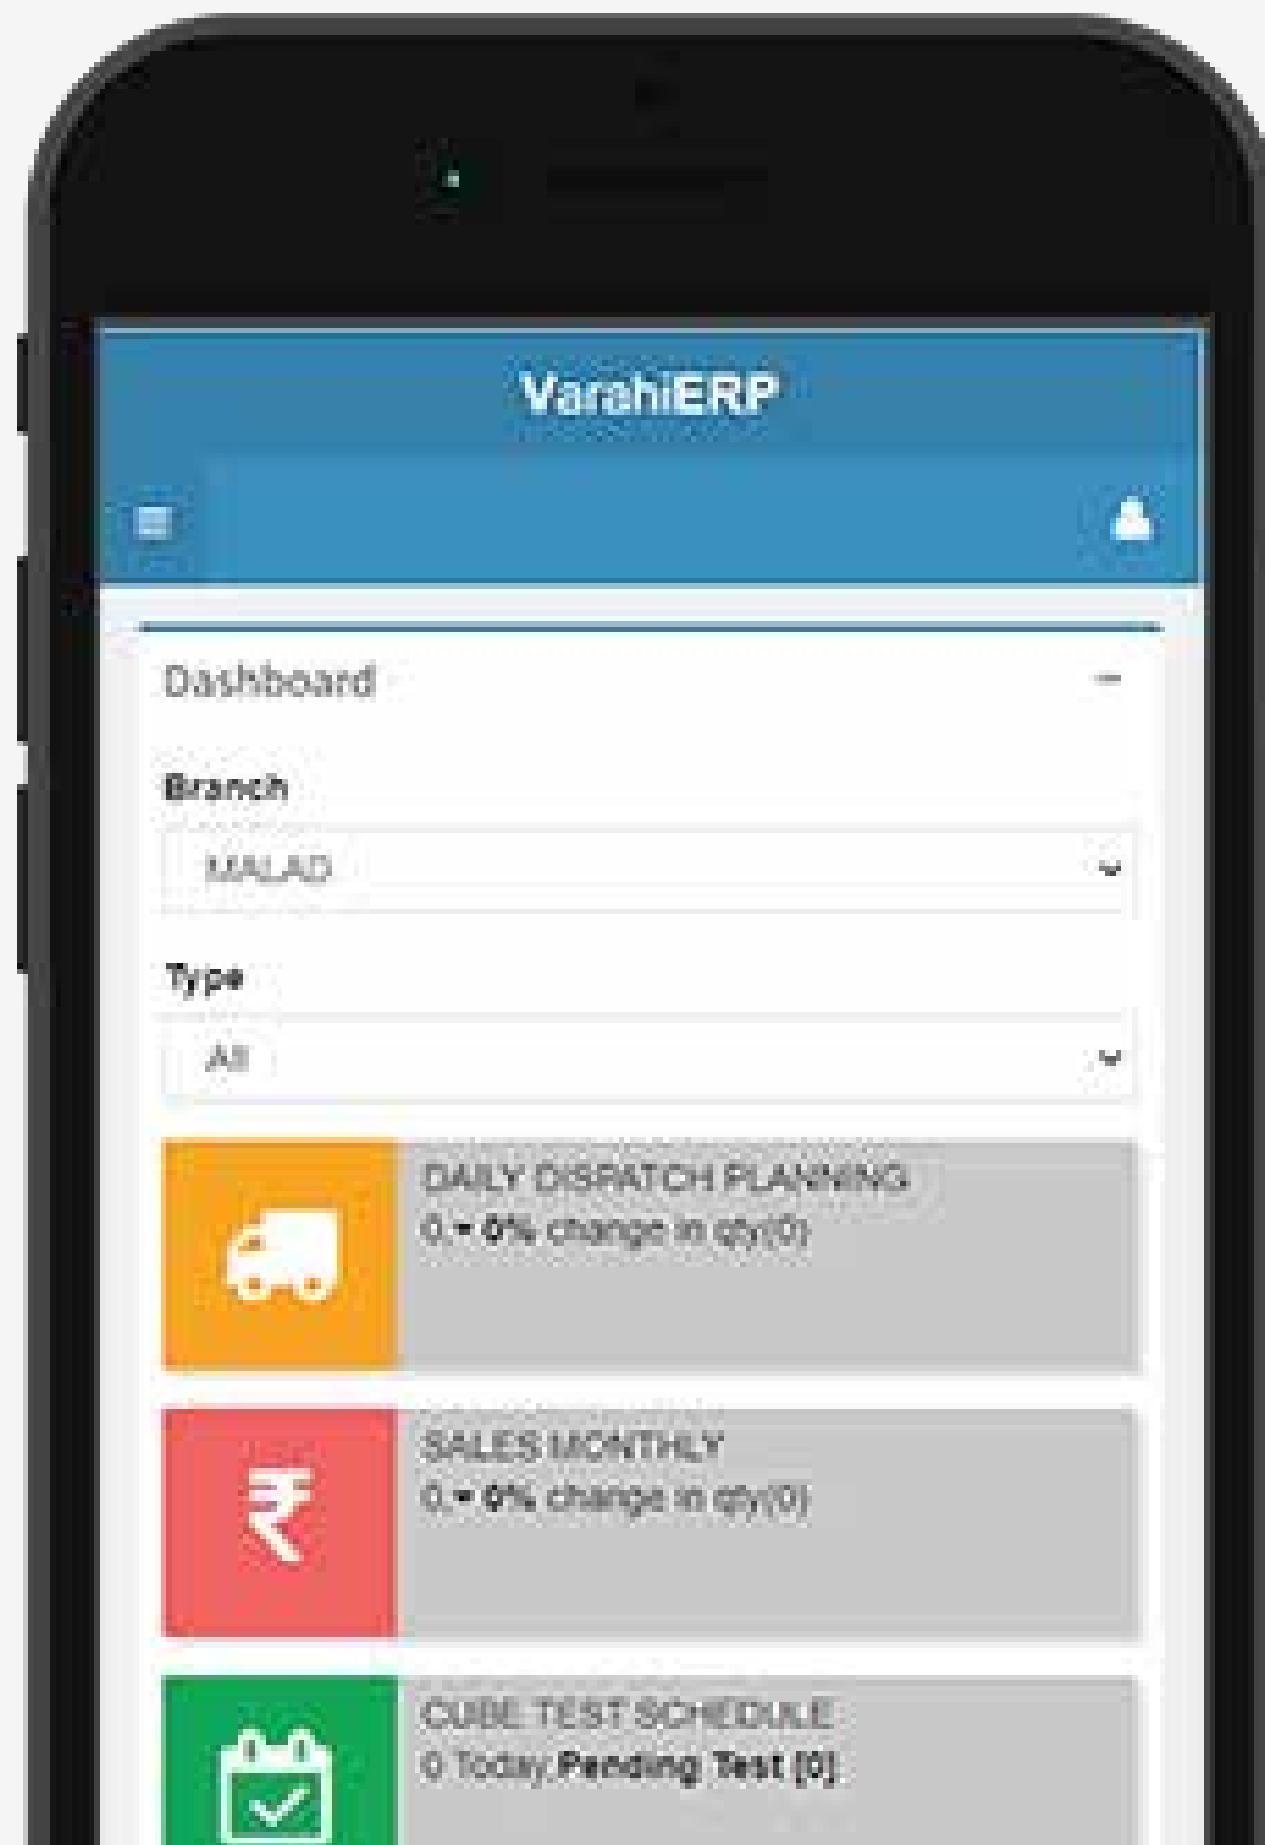 VarahiERP
Dashboard
Branch
MALAD
Type
All
DAILY DISPATCH PLANNING
0, 0% change in qty(0)
SALES MONTHLY
₹
0, 0% change in qty(0)
CUBE TEST SCHEDULE
0 Today,Pending Test [0]